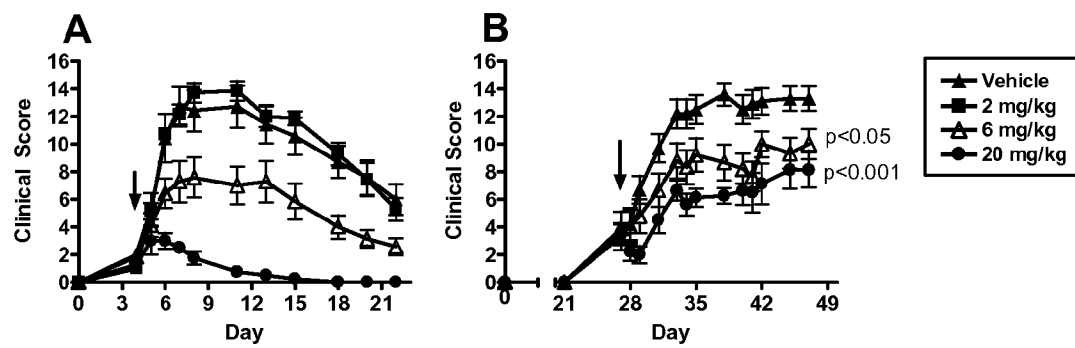 A
B
Clinical Score
16
14
12
10
8
6
4
2
0
0 3 6 9 12 15 18 21
Day
Clinical Score
16
14
12
10
8
6
4
2
0
0 21 28 35 42 49
Day
p<0.05
p<0.001
Vehicle
2 mg/kg
6 mg/kg
20 mg/kg